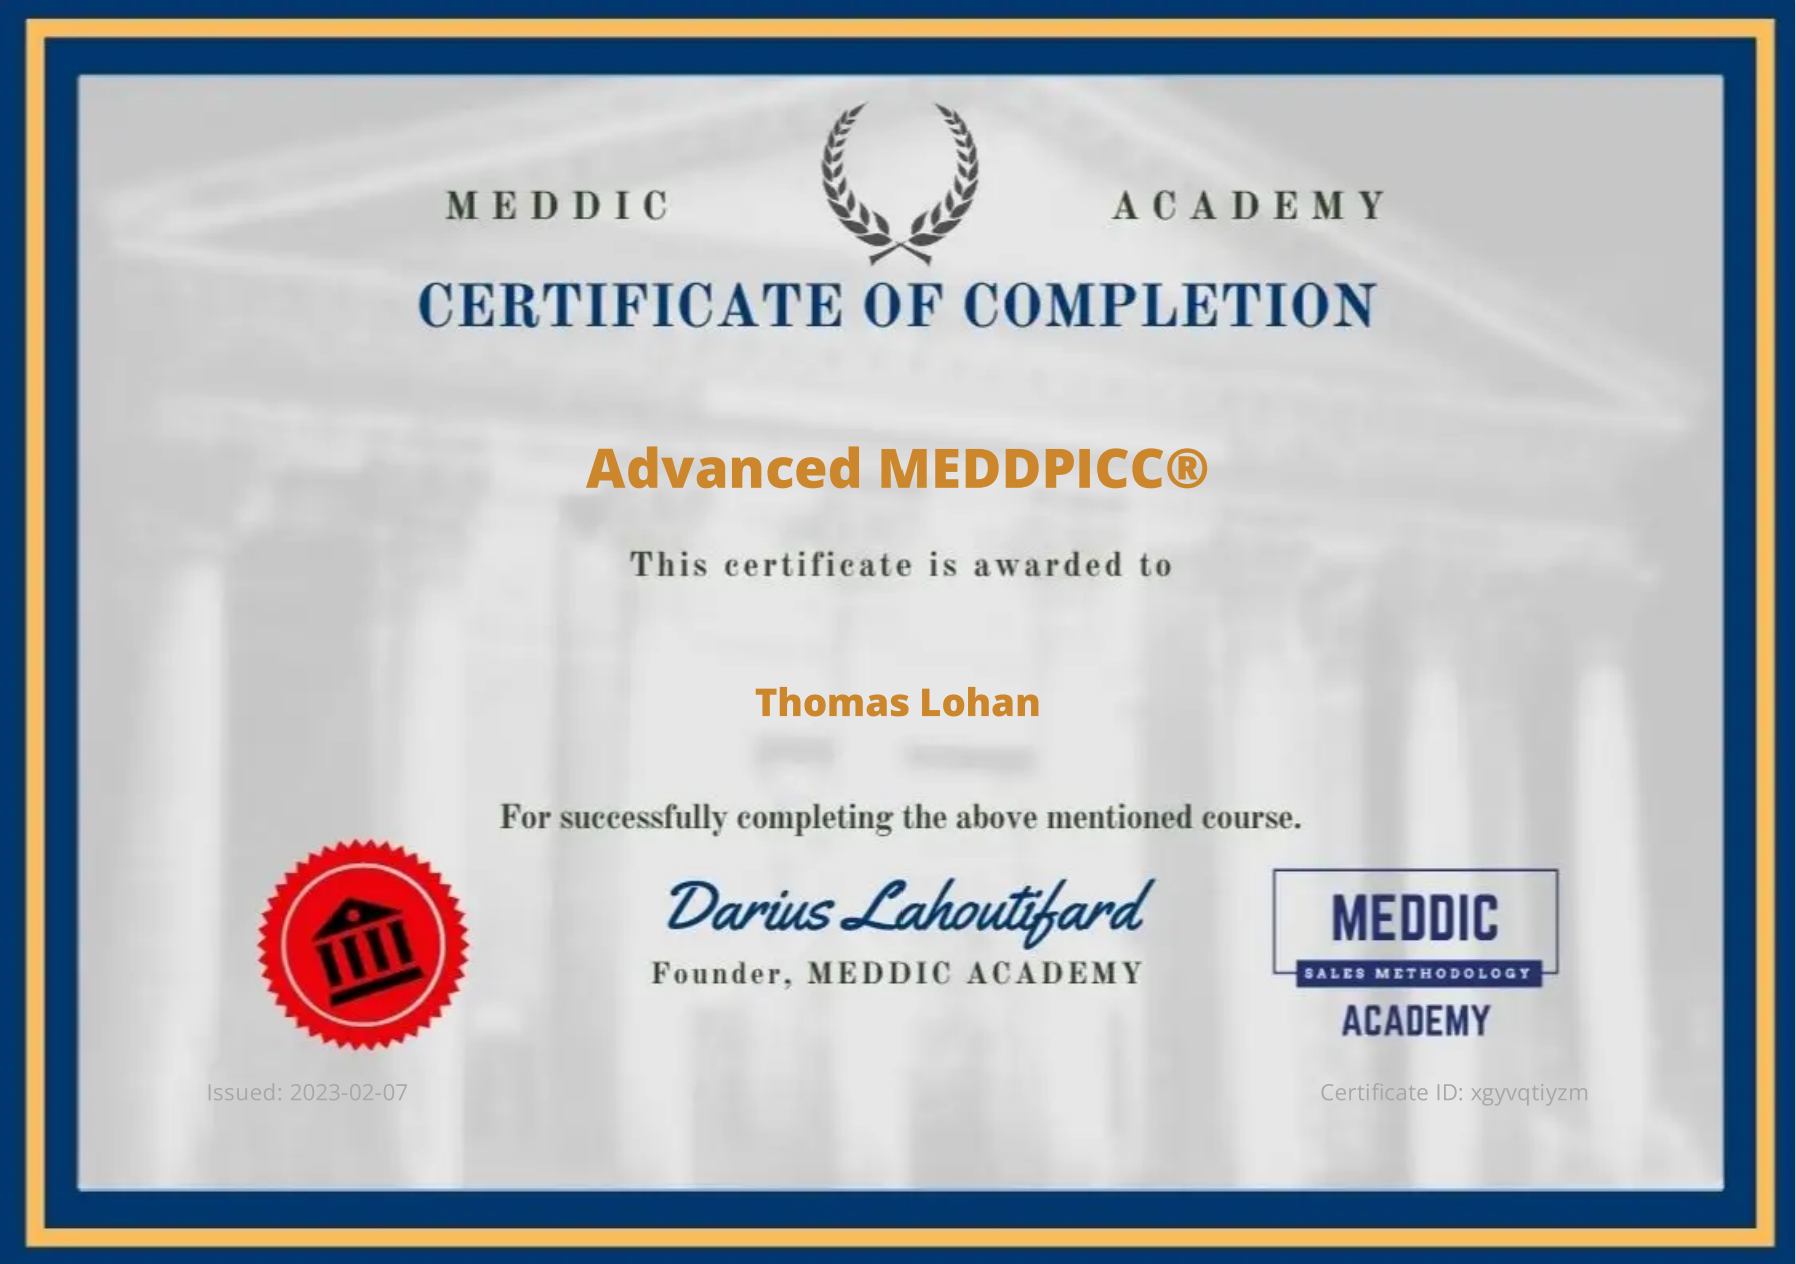 MEDDIC ACADEMY
CERTIFICATE OF COMPLETION
Advanced MEDDPICC®
This certificate is awarded to
Thomas Lohan
For successfully completing the above mentioned course.
Darius Lahoutifard
Founder, MEDDIC ACADEMY
MEDDIC
SALES METHODOLOGY
ACADEMY
Issued: 2023-02-07
Certificate ID: xgyvqtiyzm